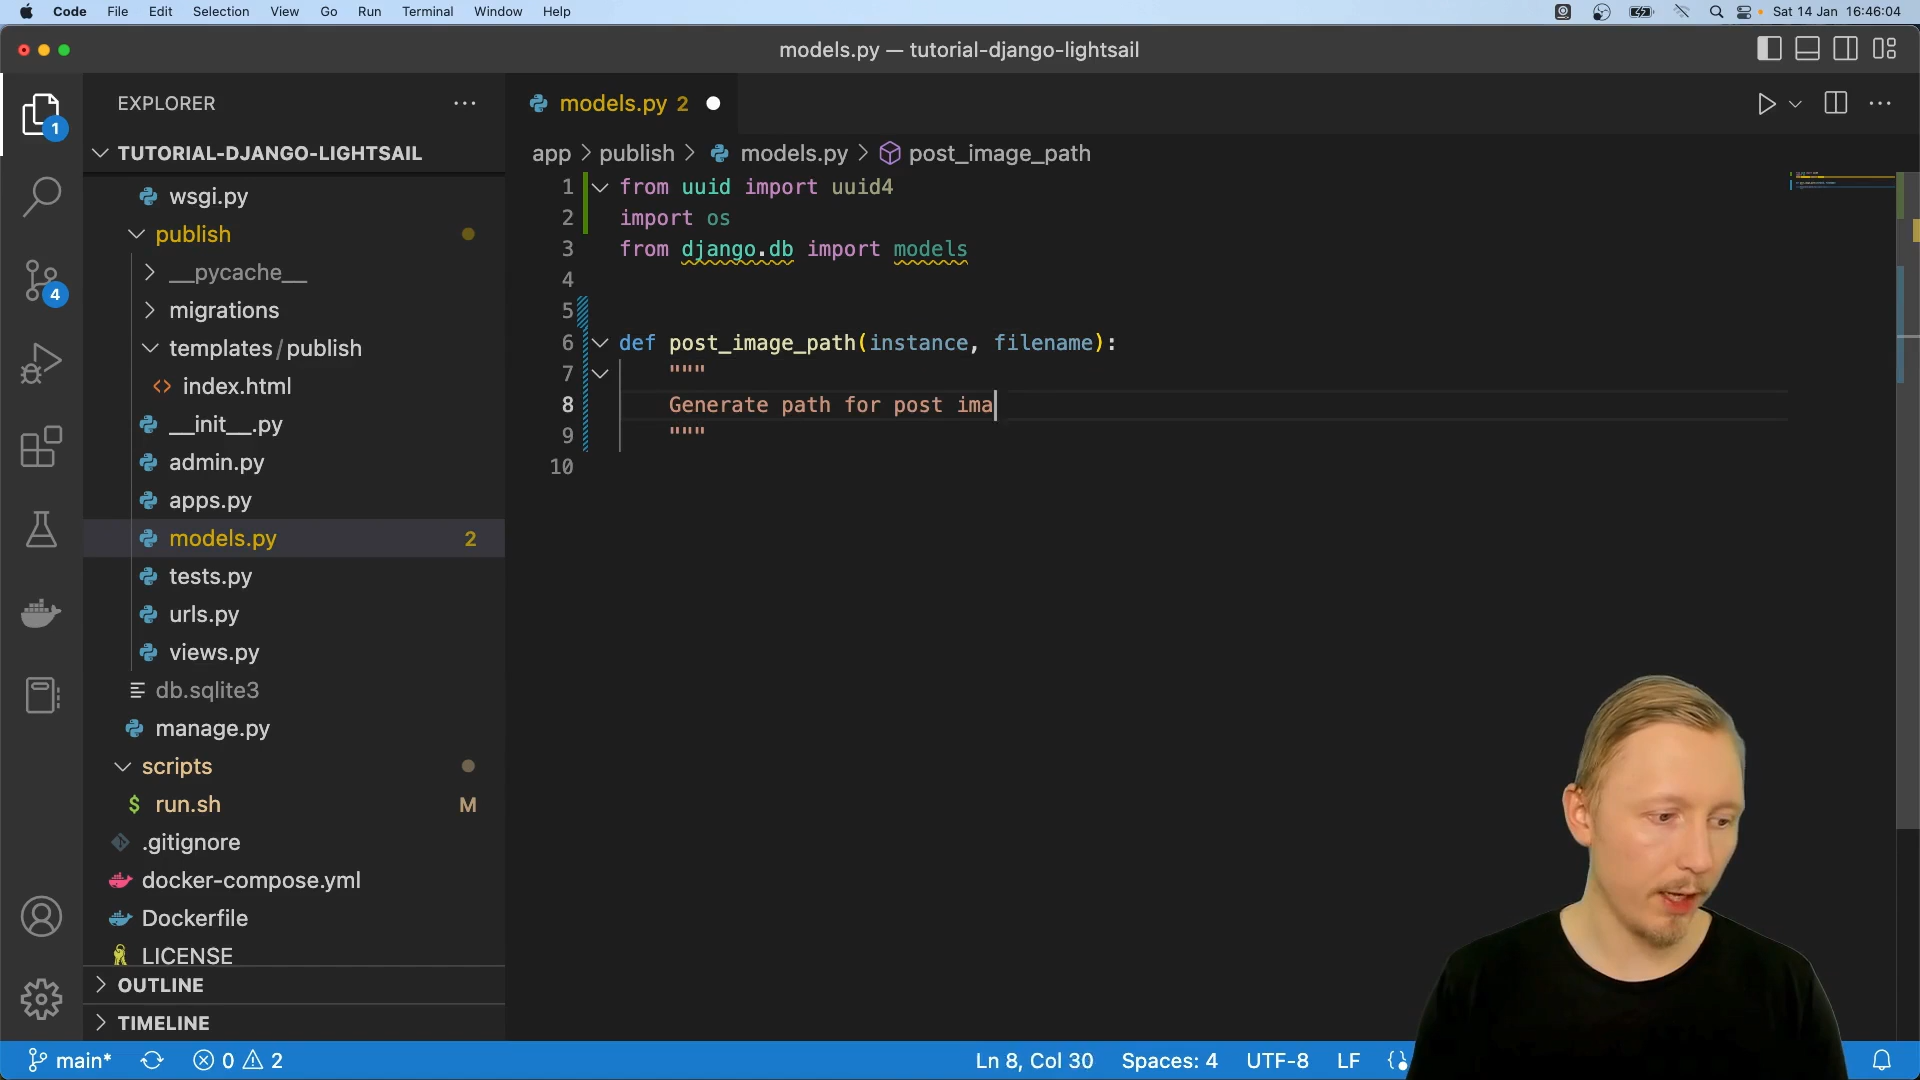 Code File Edit Selection View Go Run Terminal Window Help Sat 14 Jan 16:46:04
models.py — tutorial-django-lightsail
EXPLORER
1
TUTORIAL-DJANGO-LIGHTSAIL
wsgi.py
publish
__pycache__
4
migrations
templates/publish
index.html
__init__.py
admin.py
apps.py
models.py 2
tests.py
urls.py
views.py
db.sqlite3
manage.py
scripts
run.sh M
.gitignore
docker-compose.yml
Dockerfile
LICENSE
OUTLINE
TIMELINE
models.py 2
app > publish > models.py > post_image_path
1 from uuid import uuid4
2 import os
3 from django.db import models
4
5
6 def post_image_path(instance, filename):
7 """
8 Generate path for post ima
9 """
10
main* 0 2 Ln 8, Col 30 Spaces: 4 UTF-8 LF {